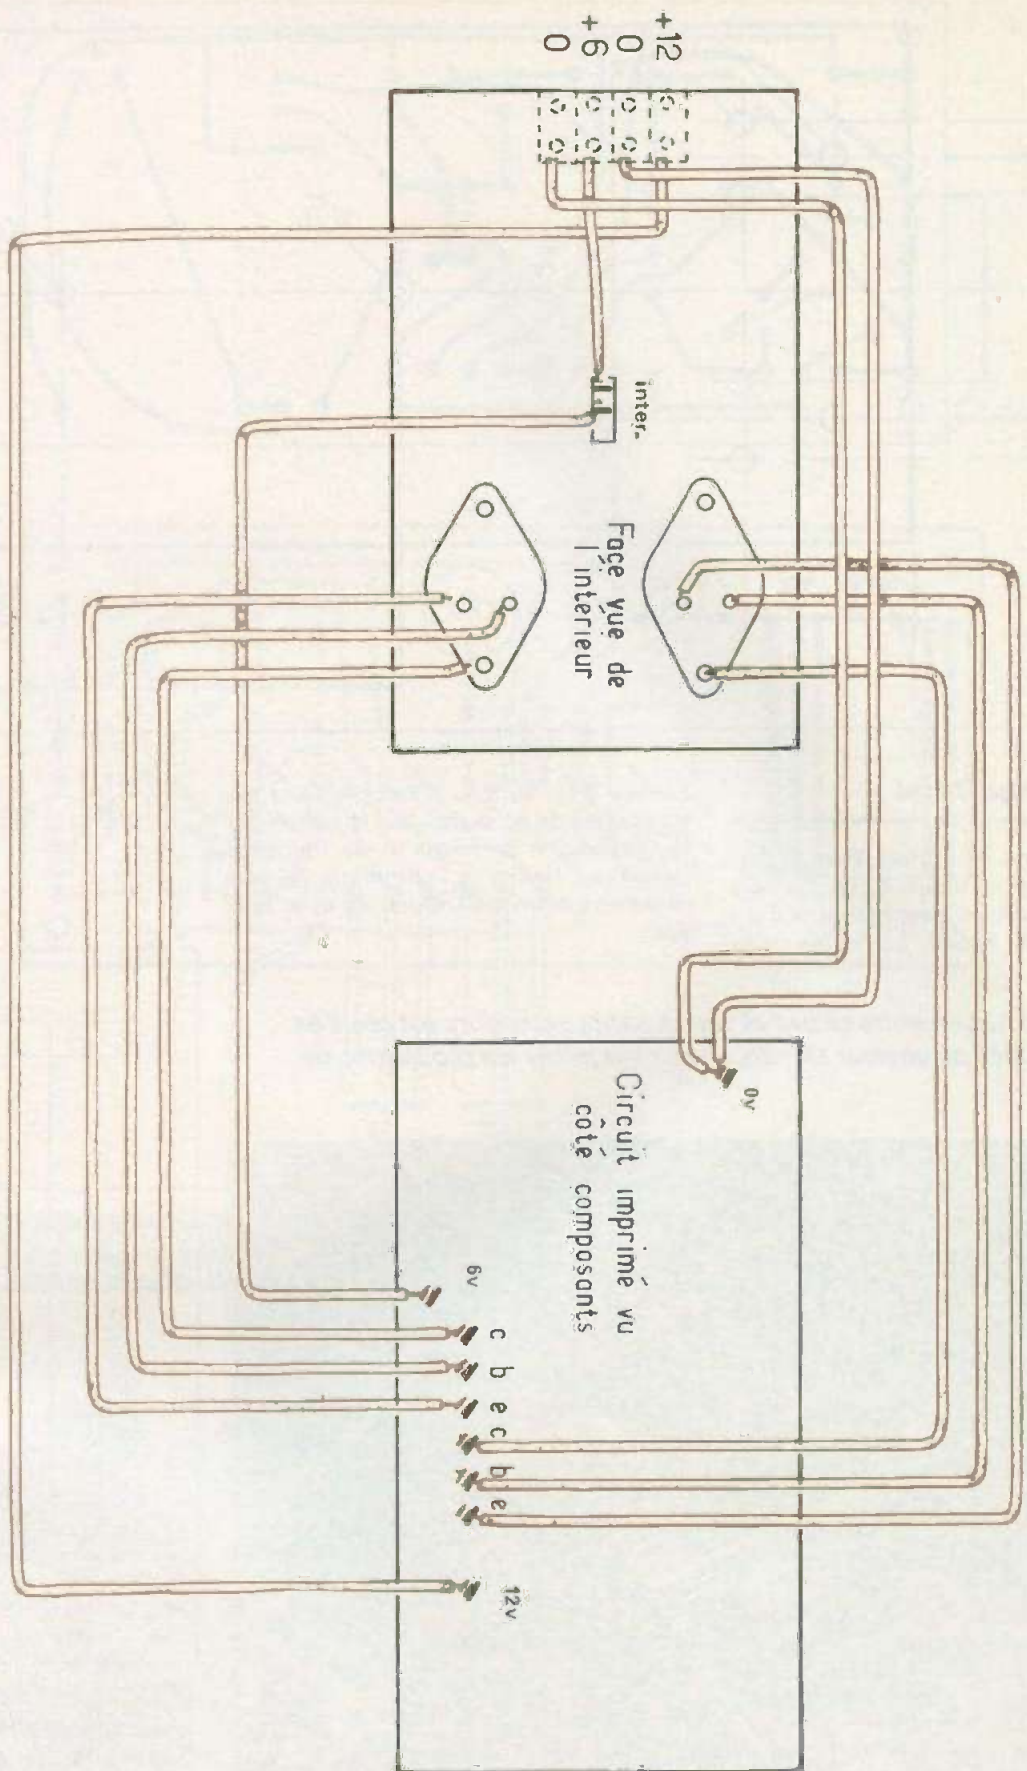 +12
0
+6
0
inter.
Face vue de
l'intérieur
0v
Circuit imprimé vu
côté composants
6v
c
b
e
c
b
e
12v